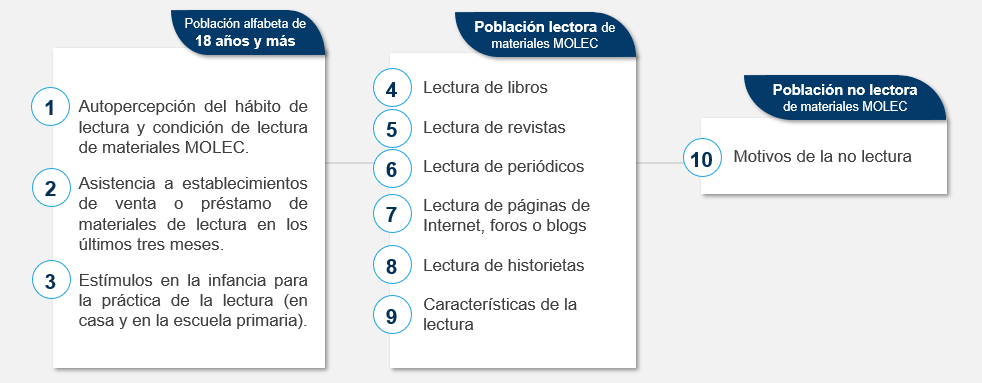 Población alfabeta de
18 años y más
1
Autopercepción del hábito de
lectura y condición de lectura
de materiales MOLEC.
2
Asistencia a establecimientos
de venta o préstamo de
materiales de lectura en los
últimos tres meses.
3
Estímulos en la infancia para
la práctica de la lectura (en
casa y en la escuela primaria).
Población lectora de
materiales MOLEC
4
Lectura de libros
5
Lectura de revistas
6
Lectura de periódicos
7
Lectura de páginas de
Internet, foros o blogs
8
Lectura de historietas
9
Características de la
lectura
Población no lectora
de materiales MOLEC
10
Motivos de la no lectura